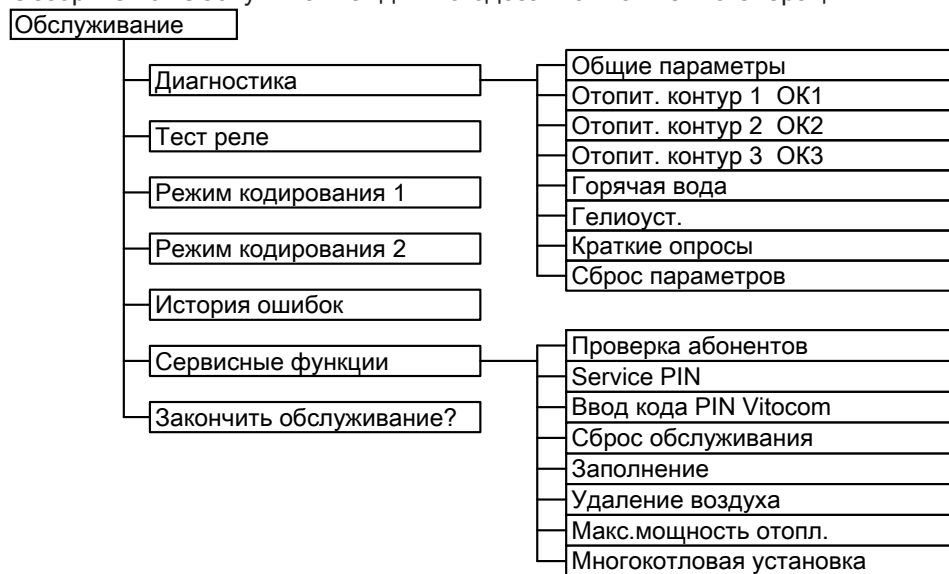 Обслуживание
Диагностика
Общие параметры
Отопит. контур 1 ОК1
Отопит. контур 2 ОК2
Отопит. контур 3 ОК3
Горячая вода
Гелиоуст.
Краткие опросы
Сброс параметров
Тест реле
Режим кодирования 1
Режим кодирования 2
История ошибок
Сервисные функции
Проверка абонентов
Service PIN
Ввод кода PIN Vitocom
Сброс обслуживания
Заполнение
Удаление воздуха
Макс.мощность отопл.
Многокотловая установка
Закончить обслуживание?